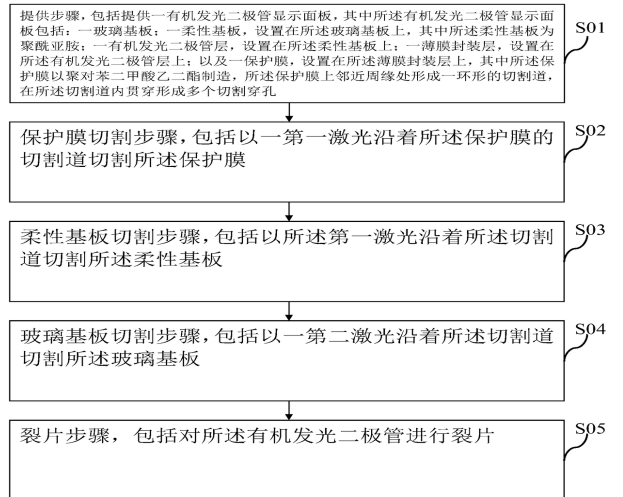 提供步骤，包括提供一有机发光二极管显示面板，其中所述有机发光二极管显示面
板包括：一玻璃基板；一柔性基板，设置在所述玻璃基板上，其中所述柔性基板为
聚酰亚胺；一有机发光二极管层，设置在所述柔性基板上；一薄膜封装层，设置在
所述有机发光二极管层上；以及一保护膜，设置在所述薄膜封装层上，其中所述保
护膜以聚对苯二甲酸乙二酯制造，所述保护膜上邻近周缘处形成一环形的切割道，
在所述切割道内贯穿形成多个切割穿孔
S01
保护膜切割步骤，包括以一第一激光沿着所述保护膜的
切割道切割所述保护膜
S02
柔性基板切割步骤，包括以所述第一激光沿着所述切割
道切割所述柔性基板
S03
玻璃基板切割步骤，包括以一第二激光沿着所述切割道
切割所述玻璃基板
S04
裂片步骤，包括对所述有机发光二极管进行裂片
S05